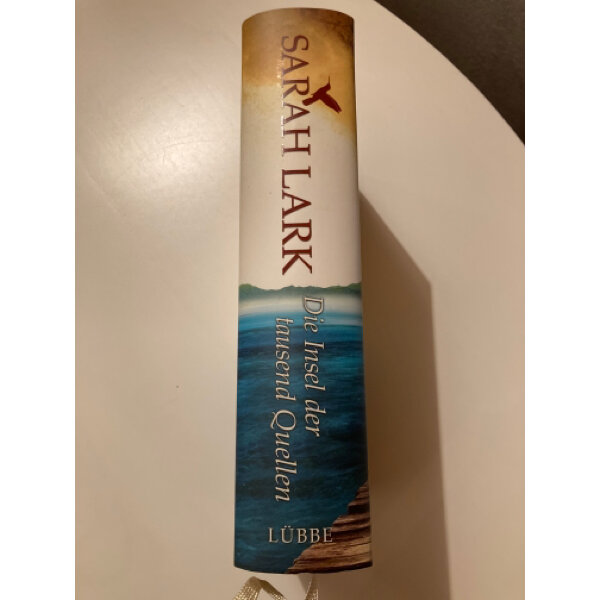 SARAH LARK
Die Insel der
tausend Quellen
LÜBBE